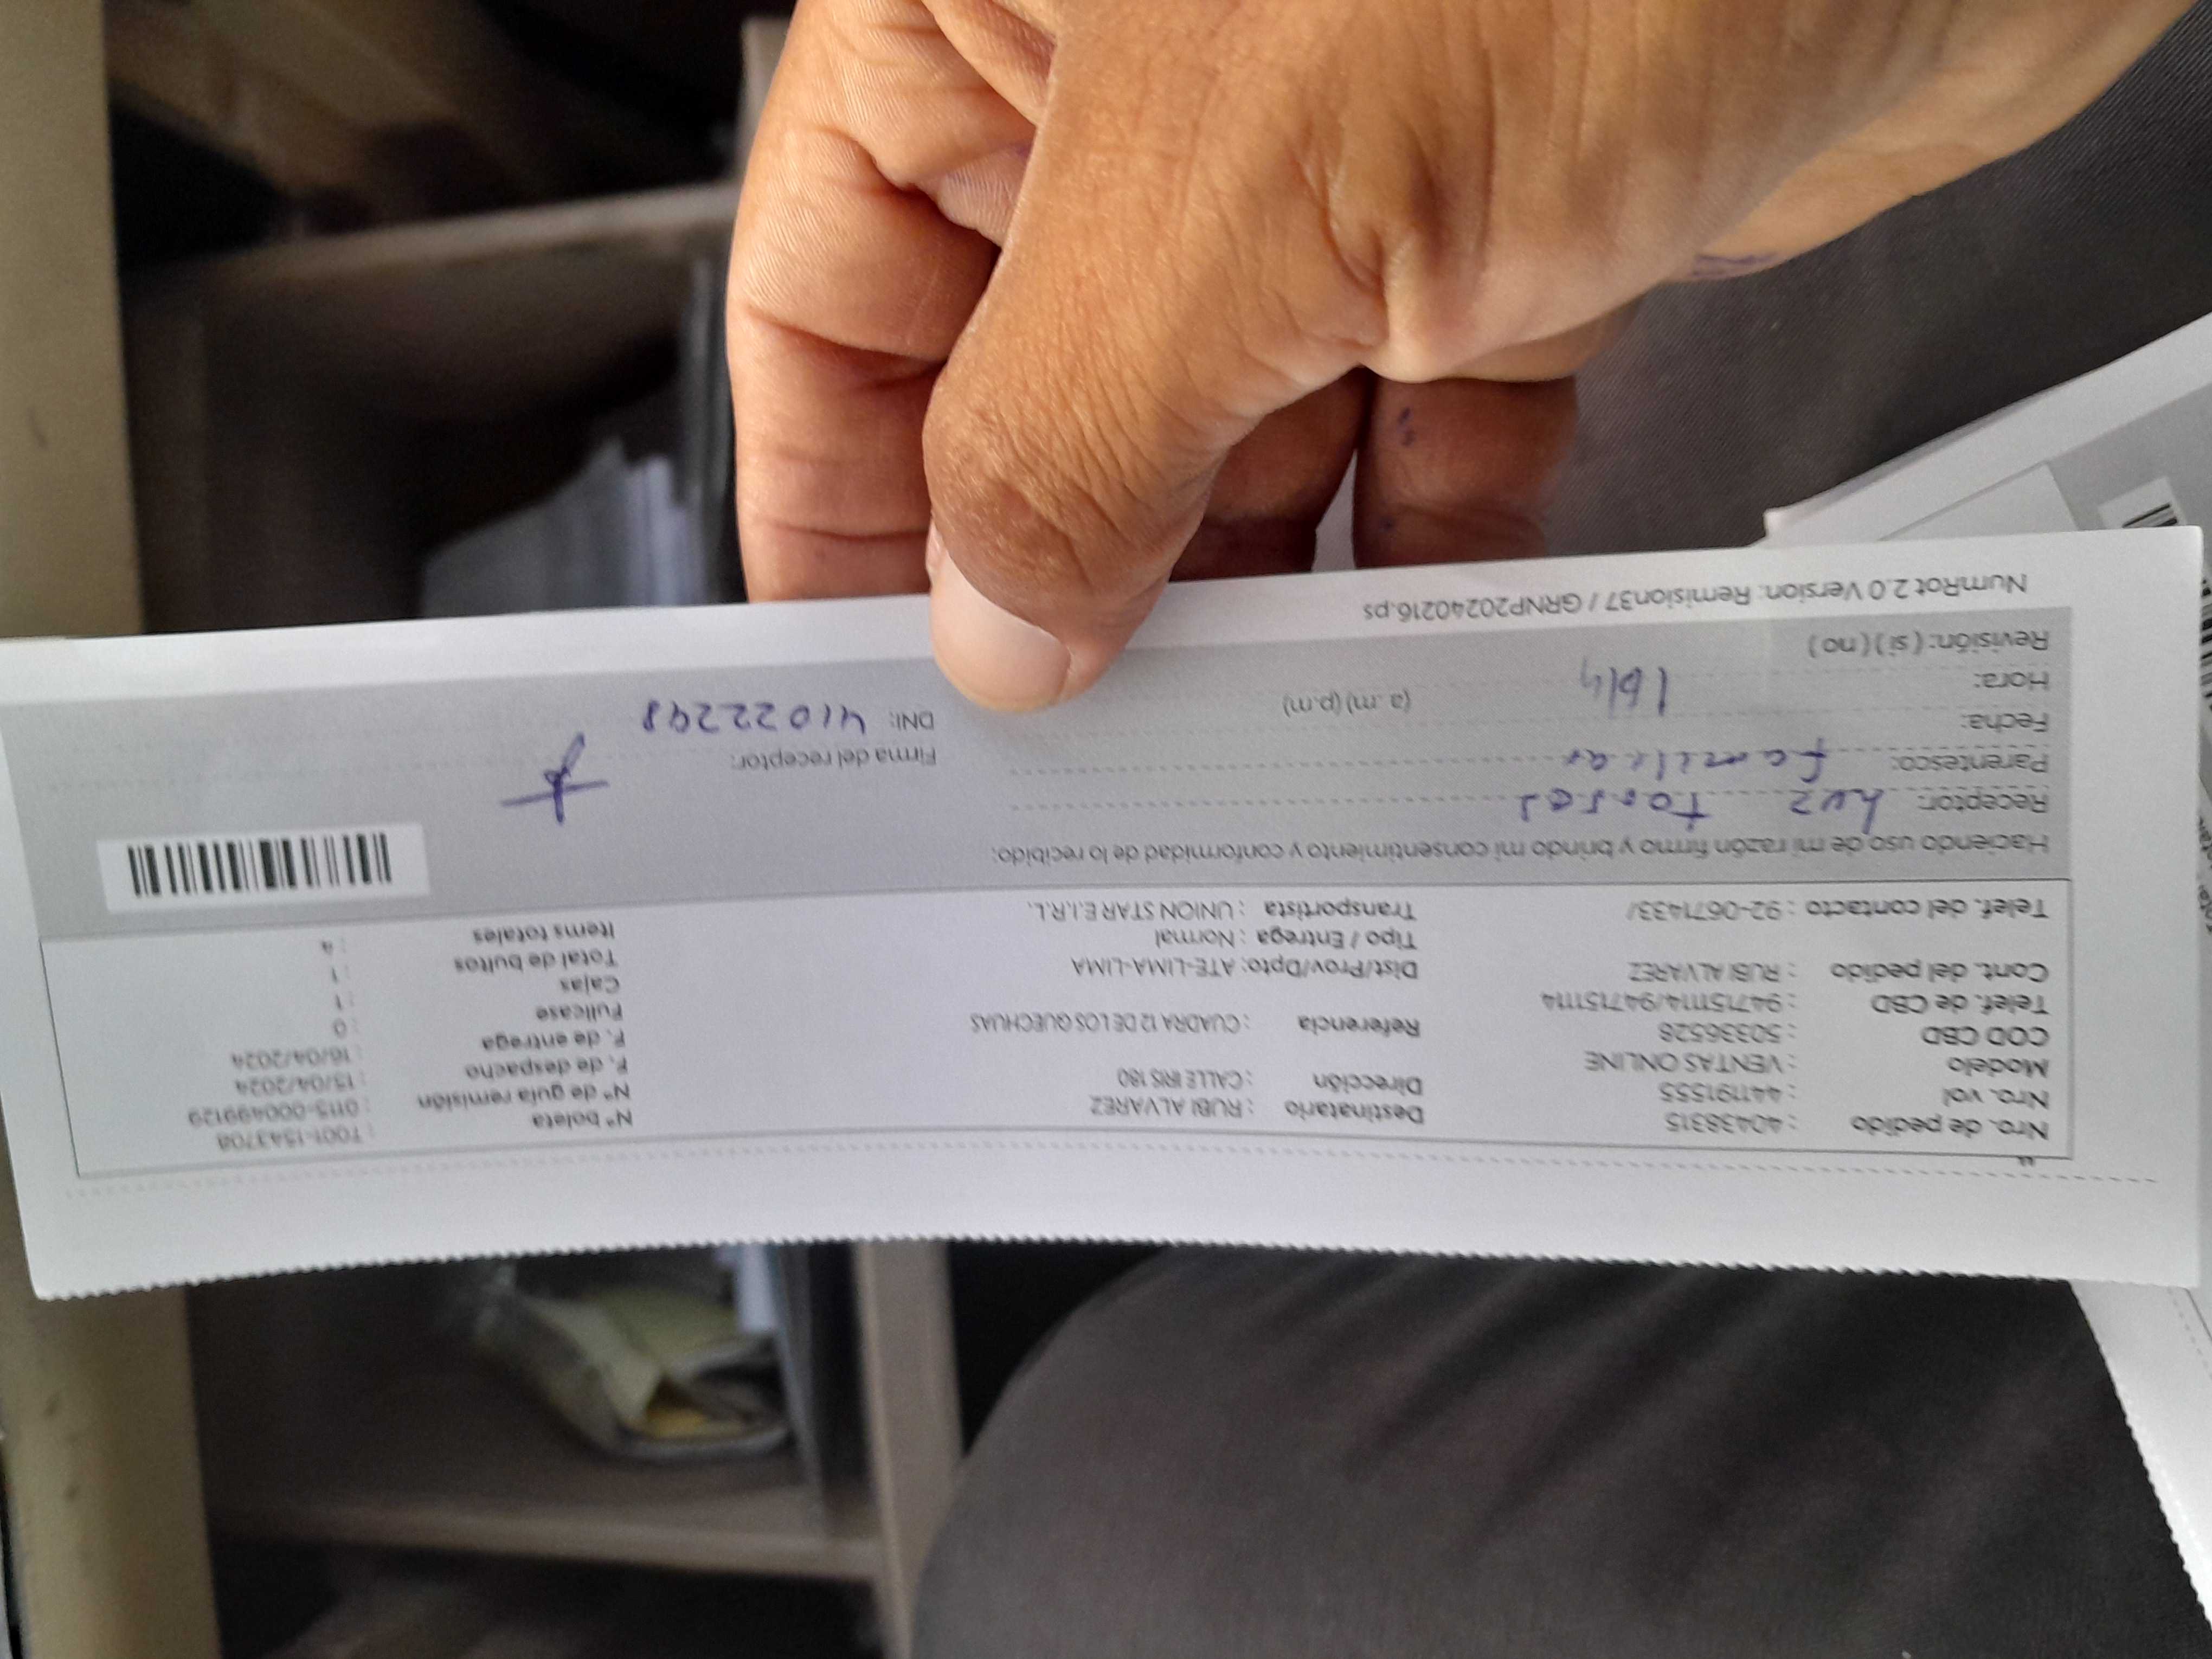 Nro. de pedido : 40438315 Destinatario : RUBI ALVAREZ N° boleta : T001-1543708
Nro. vol : 441191555 Dirección : CALLE IRIS 180 N° de guía remisión : 0115-000499129
Modelo : VENTAS ONLINE F. de despacho : 15/04/2024
COD CBD : 50336528 Referencia : CUADRA 12 DE LOS QUECHUAS F. de entrega : 16/04/2024
Telef. de CBD : 947151114/947151114 Fullcase : 0
Cont. del pedido : RUBI ALVAREZ Dist/Prov/Dpto: ATE-LIMA-LIMA Cajas : 1
Tipo / Entrega : Normal Total de bultos : 1
Telef. del contacto : 92-0671433/ Transportista : UNION STAR E.I.R.L. Items totales : 4
Haciendo uso de mi razón firmo y brindo mi consentimiento y conformidad de lo recibido:
Receptor: Luz torres
Parentesco: familiar Firma del receptor:
Fecha: DNI: 41022298
Hora: (a.m) (p.m)
Revisión: ( si ) ( no )
NumRot 2.0 Version: Remision37 / GRNP20240216.ps